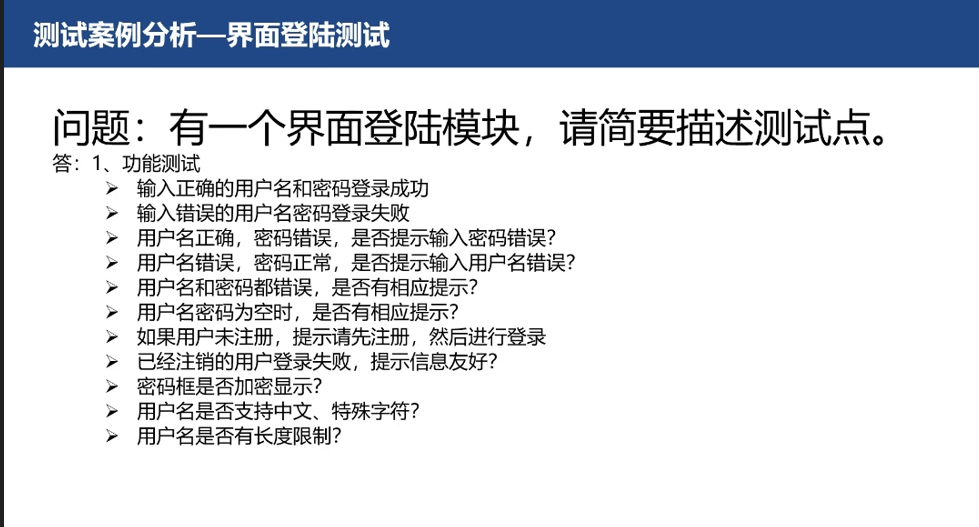 测试案例分析—界面登陆测试
问题：有一个界面登陆模块，请简要描述测试点。
答：1、功能测试
➢ 输入正确的用户名和密码登录成功
➢ 输入错误的用户名密码登录失败
➢ 用户名正确，密码错误，是否提示输入密码错误？
➢ 用户名错误，密码正常，是否提示输入用户名错误？
➢ 用户名和密码都错误，是否有相应提示？
➢ 用户名密码为空时，是否有相应提示？
➢ 如果用户未注册，提示请先注册，然后进行登录
➢ 已经注销的用户登录失败，提示信息友好？
➢ 密码框是否加密显示？
➢ 用户名是否支持中文、特殊字符？
➢ 用户名是否有长度限制？